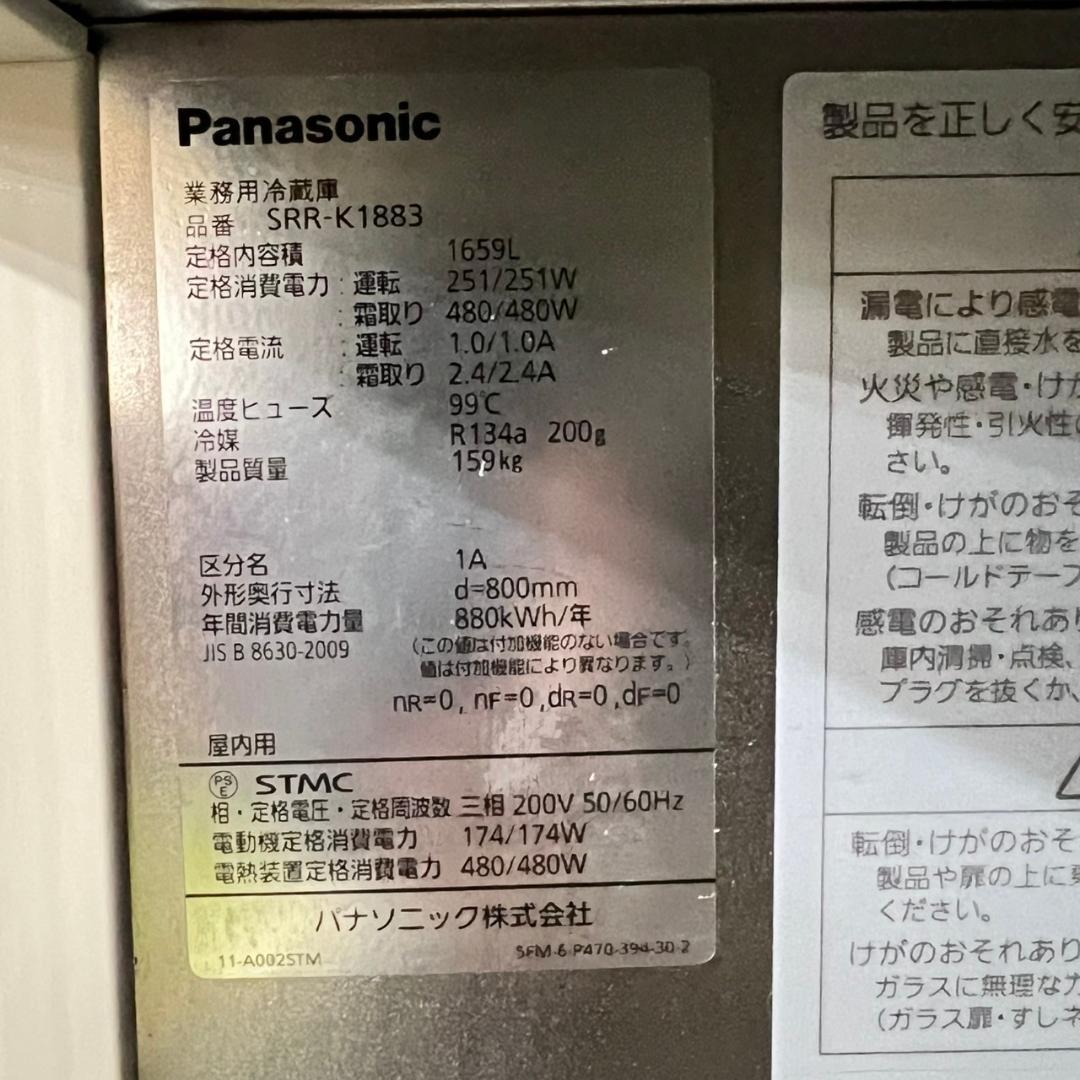 Panasonic
業務用冷蔵庫
品番 SRR-K1883
定格内容積 1659L
定格消費電力:運転 251/251W
:霜取り 480/480W
定格電流 :運転 1.0/1.0A
:霜取り 2.4/2.4A
温度ヒューズ 99℃
冷媒 R134a 200g
製品質量 159kg
区分名 1A
外形奥行寸法 d=800mm
年間消費電力量 880kWh/年
JIS B 8630-2009 (この値は付加機能のない場合です。
値は付加機能により異なります。)
nR=0, nF=0,dR=0,dF=0
屋内用
PSE STMC
相・定格電圧・定格周波数 三相 200V 50/60Hz
電動機定格消費電力 174/174W
電熱装置定格消費電力 480/480W
パナソニック株式会社
11-A002STM SFM-6 P470-394-30-2
製品を正しく安
漏電により感電
製品に直接水を
火災や感電・けが
揮発性・引火性の
さい。
転倒・けがのおそ
製品の上に物を
(コールドテーブ
感電のおそれあり
庫内清掃・点検、
プラグを抜くか、
転倒・けがのおそ
製品や扉の上に乗
ください。
けがのおそれあり
ガラスに無理な力
(ガラス扉・すしネ